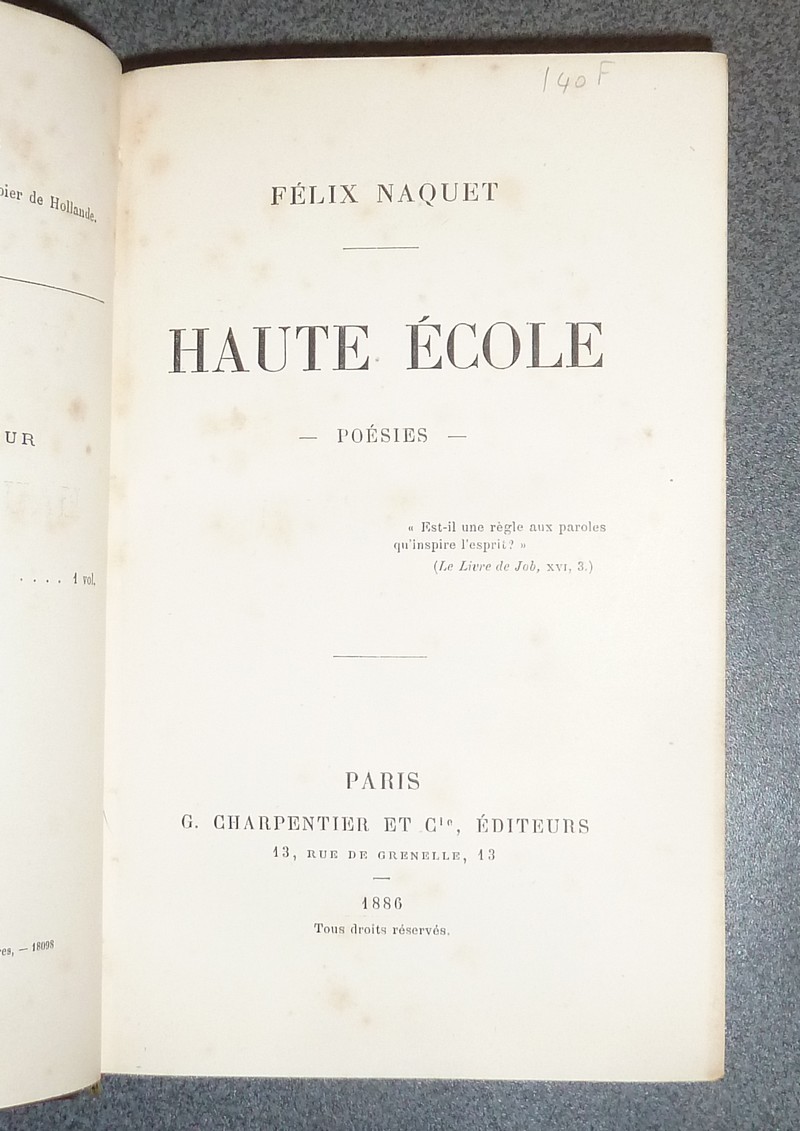 pier de Hollande.
UR
. . . . 1 vol.
res, — 18098
140 F
FÉLIX NAQUET
HAUTE ÉCOLE
— POÉSIES —
« Est-il une règle aux paroles
qu'inspire l'esprit? »
(Le Livre de Job, XVI, 3.)
PARIS
G. CHARPENTIER ET Cie, ÉDITEURS
13, RUE DE GRENELLE, 13
1886
Tous droits réservés.